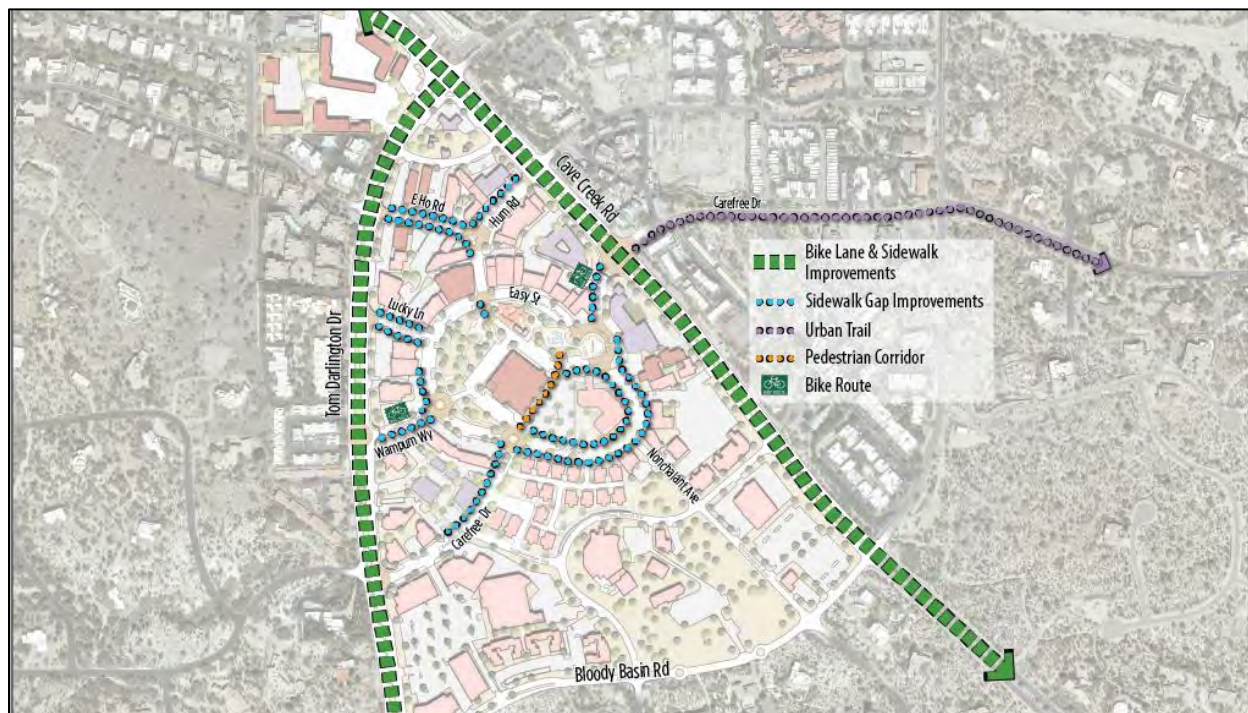 Cave Creek Rd
Carefree Dr
E Ho Rd
Hum Rd
Bike Lane & Sidewalk
Improvements
Sidewalk Gap Improvements
Urban Trail
Pedestrian Corridor
Bike Route
Easy St
Lucky Ln
Tom Darlington Dr
Wampum Wy
Nonchalant Ave
Carefree Dr
Bloody Basin Rd